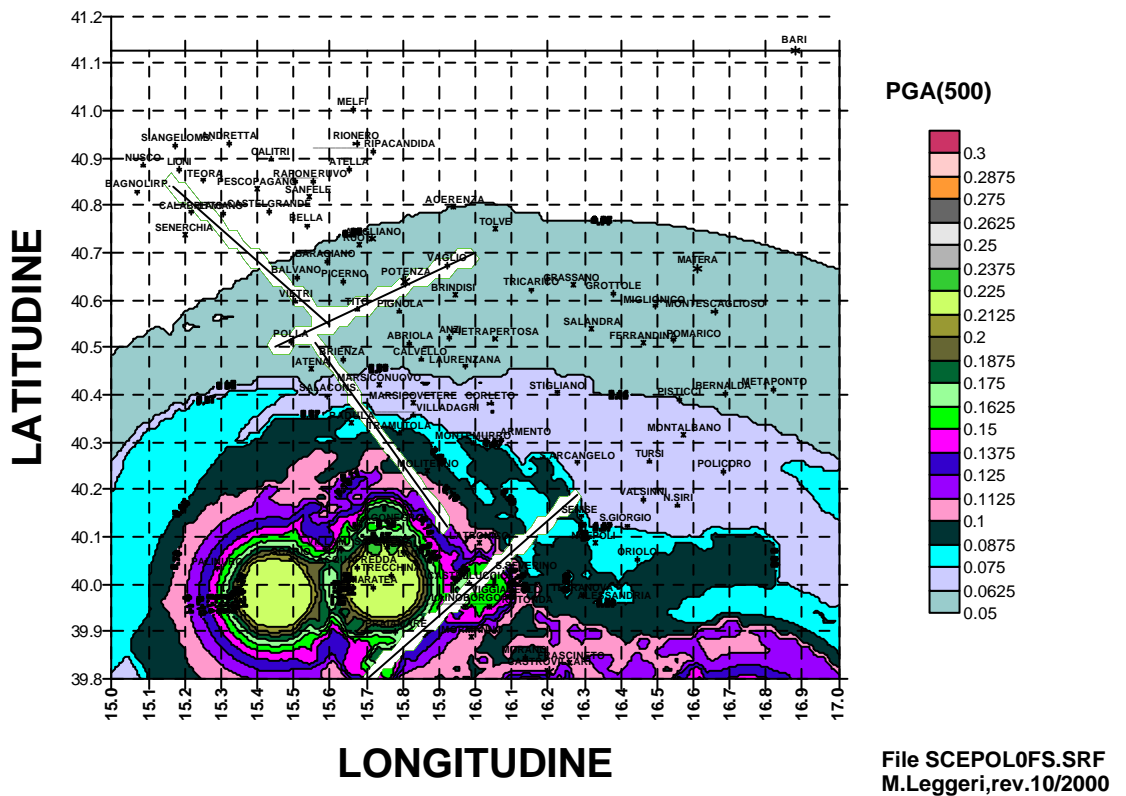 41.2
41.1
41.0
40.9
40.8
40.7
40.6
40.5
40.4
40.3
40.2
40.1
40.0
39.9
39.8
LATITUDINE
BARI
MELFI
ANDRETTA
RIONERO
RIPACANDIDA
NUSCO
LIONI
CALITRI
ATELLA
TEORA
PESCOPAGANO
RAPONE
RUVO
SANFELE
BAGNOLIRP.
CASTELGRANDE
SENERCHIA
BELLA
ACERENZA
TOLVE
BARAGIANO
VAGLIO
MATERA
BALVANO
PICERNO
POTENZA
BRINDISI
TRICARICO
GRASSANO
GROTTOLE
VIETRI
TITO
PIGNOLA
MIGLIONICO
MONTESCAGLIOSO
SALANDRA
POLLA
ABRIOLA
ANZI
PIETRAPERTOSA
FERRANDINA
POMARICO
BRIENZA
CALVELLO
LAURENZANA
ATENA
MARSICONUOVO
SALACONS.
MARSICOVETERE
CORLETO
STIGLIANO
PISTICCI
BERNALDA
METAPONTO
VILLADAGRI
PADULA
TRAMUTOLA
MONTEMURRO
ARMENTO
MONTALBANO
MOLITERNO
ARCANGELO
TURSI
POLICORO
VALSINNI
N.SIRI
SENISE
S.GIORGIO
ORIOLO
S.SEVERINO
TRECCHINA
MARATEA
CASTROVILLARI
FRASCINETO
15.0
15.1
15.2
15.3
15.4
15.5
15.6
15.7
15.8
15.9
16.0
16.1
16.2
16.3
16.4
16.5
16.6
16.7
16.8
16.9
17.0
LONGITUDINE
PGA(500)
0.3
0.2875
0.275
0.2625
0.25
0.2375
0.225
0.2125
0.2
0.1875
0.175
0.1625
0.15
0.1375
0.125
0.1125
0.1
0.0875
0.075
0.0625
0.05
File SCEPOL0FS.SRF
M.Leggeri,rev.10/2000